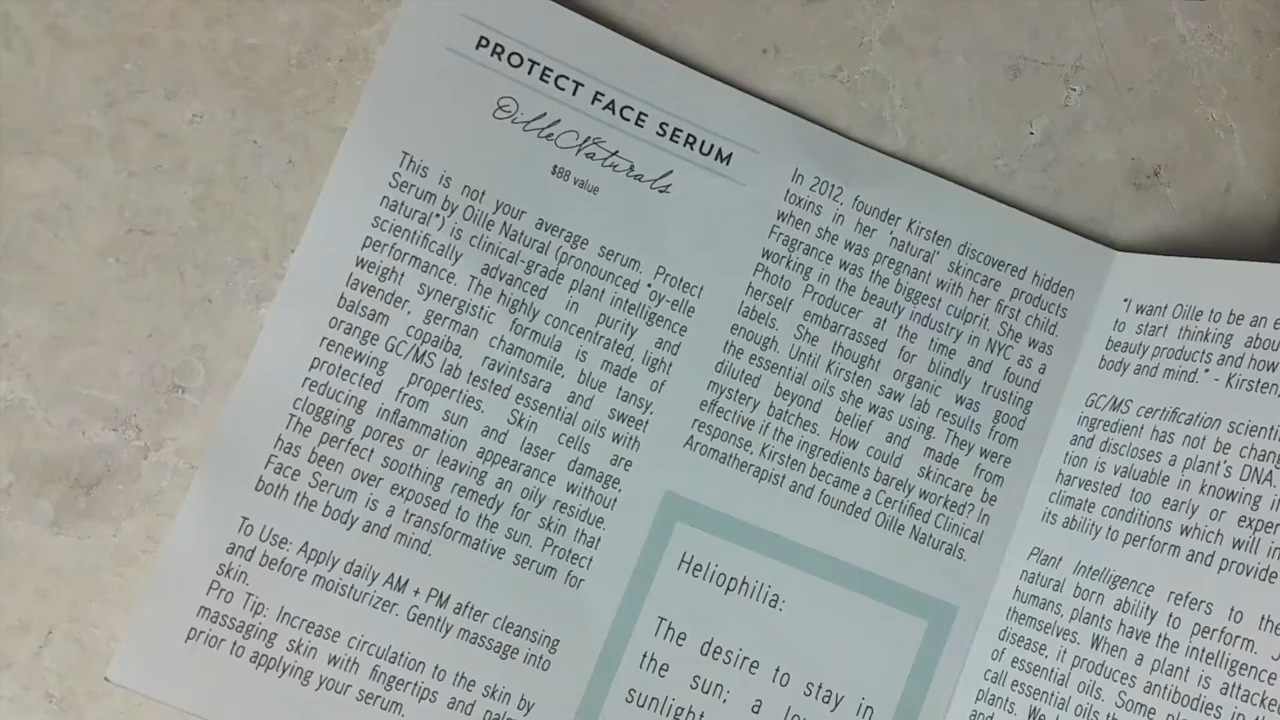 PROTECT FACE SERUM
Oille Naturals
$88 value
This is not your average serum. Protect
Serum by Oille Natural (pronounced "oy-elle
natural") is clinical-grade plant intelligence
scientifically advanced in purity and
performance. The highly concentrated, light
weight synergistic formula is made of
lavender, german chamomile, blue tansy,
balsam copaiba, ravintsara and sweet
orange GC/MS lab tested essential oils with
renewing properties. Skin cells are
protected from sun and laser damage,
reducing inflammation appearance without
clogging pores or leaving an oily residue.
The perfect soothing remedy for skin that
has been over exposed to the sun. Protect
Face Serum is a transformative serum for
both the body and mind.
To Use: Apply daily AM + PM after cleansing
and before moisturizer. Gently massage into
skin.
Pro Tip: Increase circulation to the skin by
massaging skin with fingertips and
prior to applying your serum.
In 2012, founder Kirsten discovered hidden
toxins in her 'natural' skincare products
when she was pregnant with her first child.
Fragrance was the biggest culprit. She was
working in the beauty industry in NYC as a
Photo Producer at the time and found
herself embarrassed for blindly trusting
labels. She thought organic was good
enough. Until Kirsten saw lab results from
the essential oils she was using. They were
diluted beyond belief and made from
mystery batches. How could skincare be
effective if the ingredients barely worked? In
response, Kirsten became a Certified Clinical
Aromatherapist and founded Oille Naturals.
Heliophilia:
The desire to stay in
the sun; a
sunlight
"I want Oille to be an
to start thinking
beauty products and how
body and mind." - Kirsten
GC/MS certification
ingredient has not be
and discloses a plant's DNA.
tion is valuable in knowing
harvested too early or
climate conditions which will
its ability to perform and provide
Plant Intelligence refers to the
natural born ability to perform.
humans, plants have the intelligence
themselves. When a plant is
disease, it produces antibodies in
of essential oils. Some
call essential oils
plants.
and